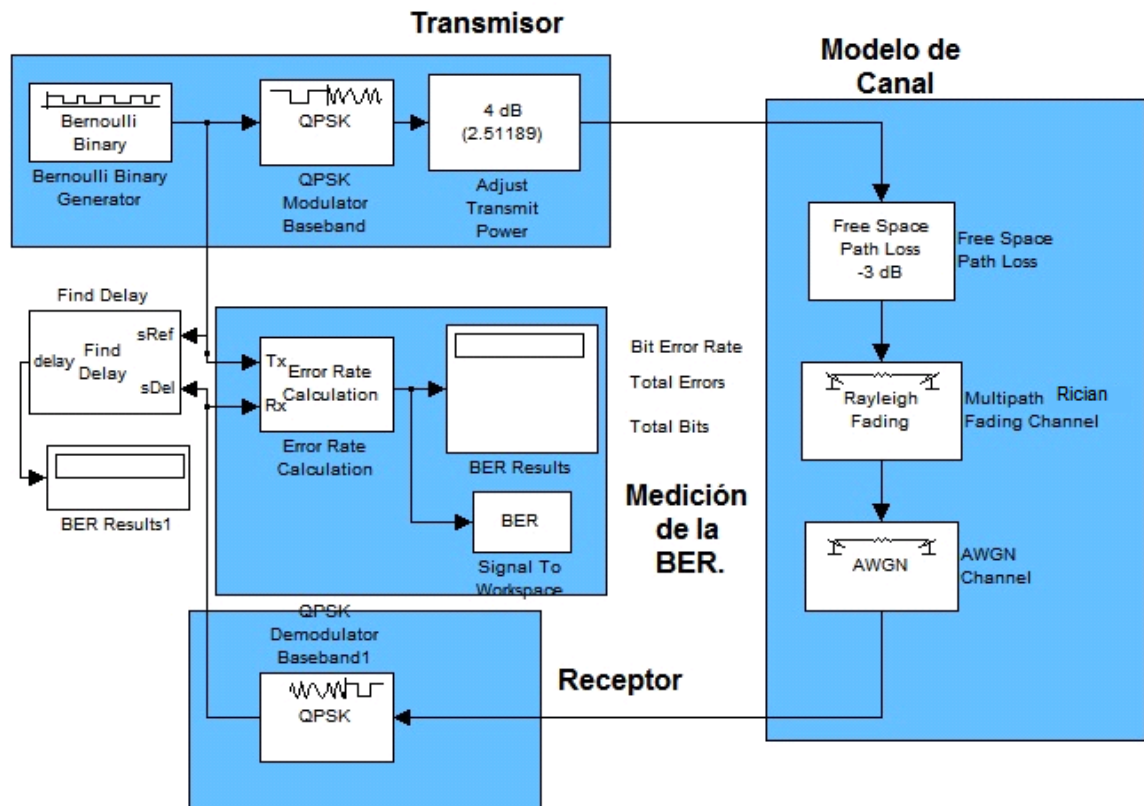 Transmisor
Bernoulli
Binary
Bernoulli Binary
Generator
QPSK
QPSK
Modulator
Baseband
4 dB
(2.51189)
Adjust
Transmit
Power
Modelo de
Canal
Free Space
Path Loss
-3 dB
Free Space
Path Loss
Rayleigh
Fading
Multipath Rician
Fading Channel
AWGN
AWGN
Channel
Find Delay
sRef
delay
Find
Delay
sDel
BER Results1
Tx
Rx
Error Rate
Calculation
Error Rate
Calculation
BER Results
Bit Error Rate
Total Errors
Total Bits
BER
Signal To
Workspace
Medición
de la
BER.
QPSK
Demodulator
Baseband1
QPSK
Receptor